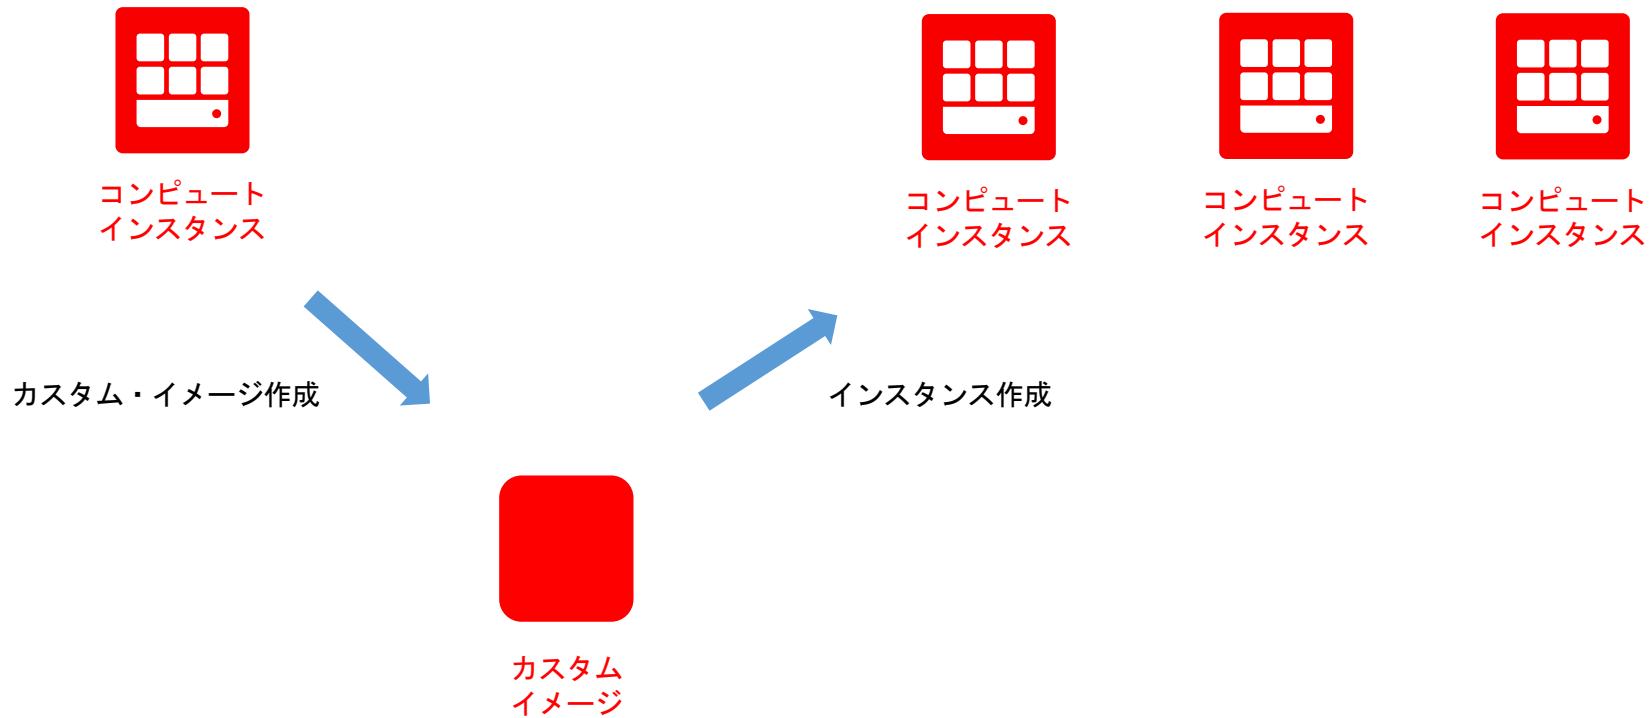 コンピュート
インスタンス
コンピュート
インスタンス
コンピュート
インスタンス
コンピュート
インスタンス
カスタム・イメージ作成
インスタンス作成
カスタム
イメージ